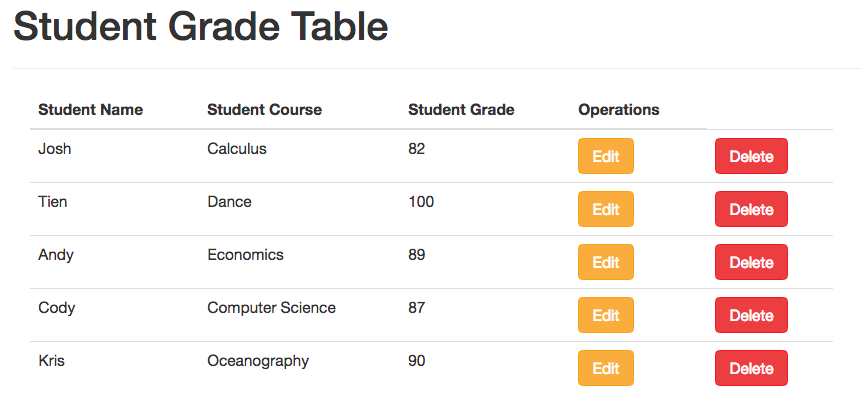 Student Grade Table
Student Name Student Course Student Grade Operations
Josh Calculus 82 Edit Delete
Tien Dance 100 Edit Delete
Andy Economics 89 Edit Delete
Cody Computer Science 87 Edit Delete
Kris Oceanography 90 Edit Delete